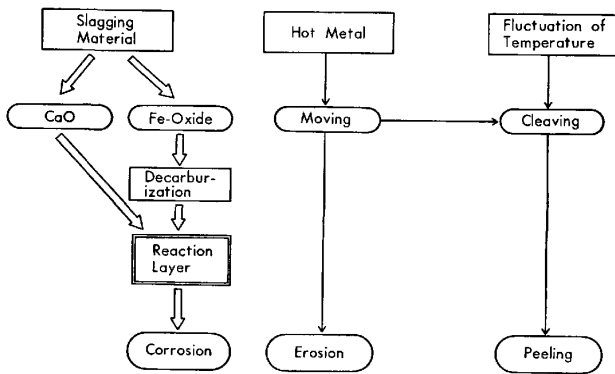 Slagging
Material
Hot Metal
Fluctuation of
Temperature
CaO
Fe-Oxide
Moving
Cleaving
Decarbur-
ization
Reaction
Layer
Corrosion
Erosion
Peeling